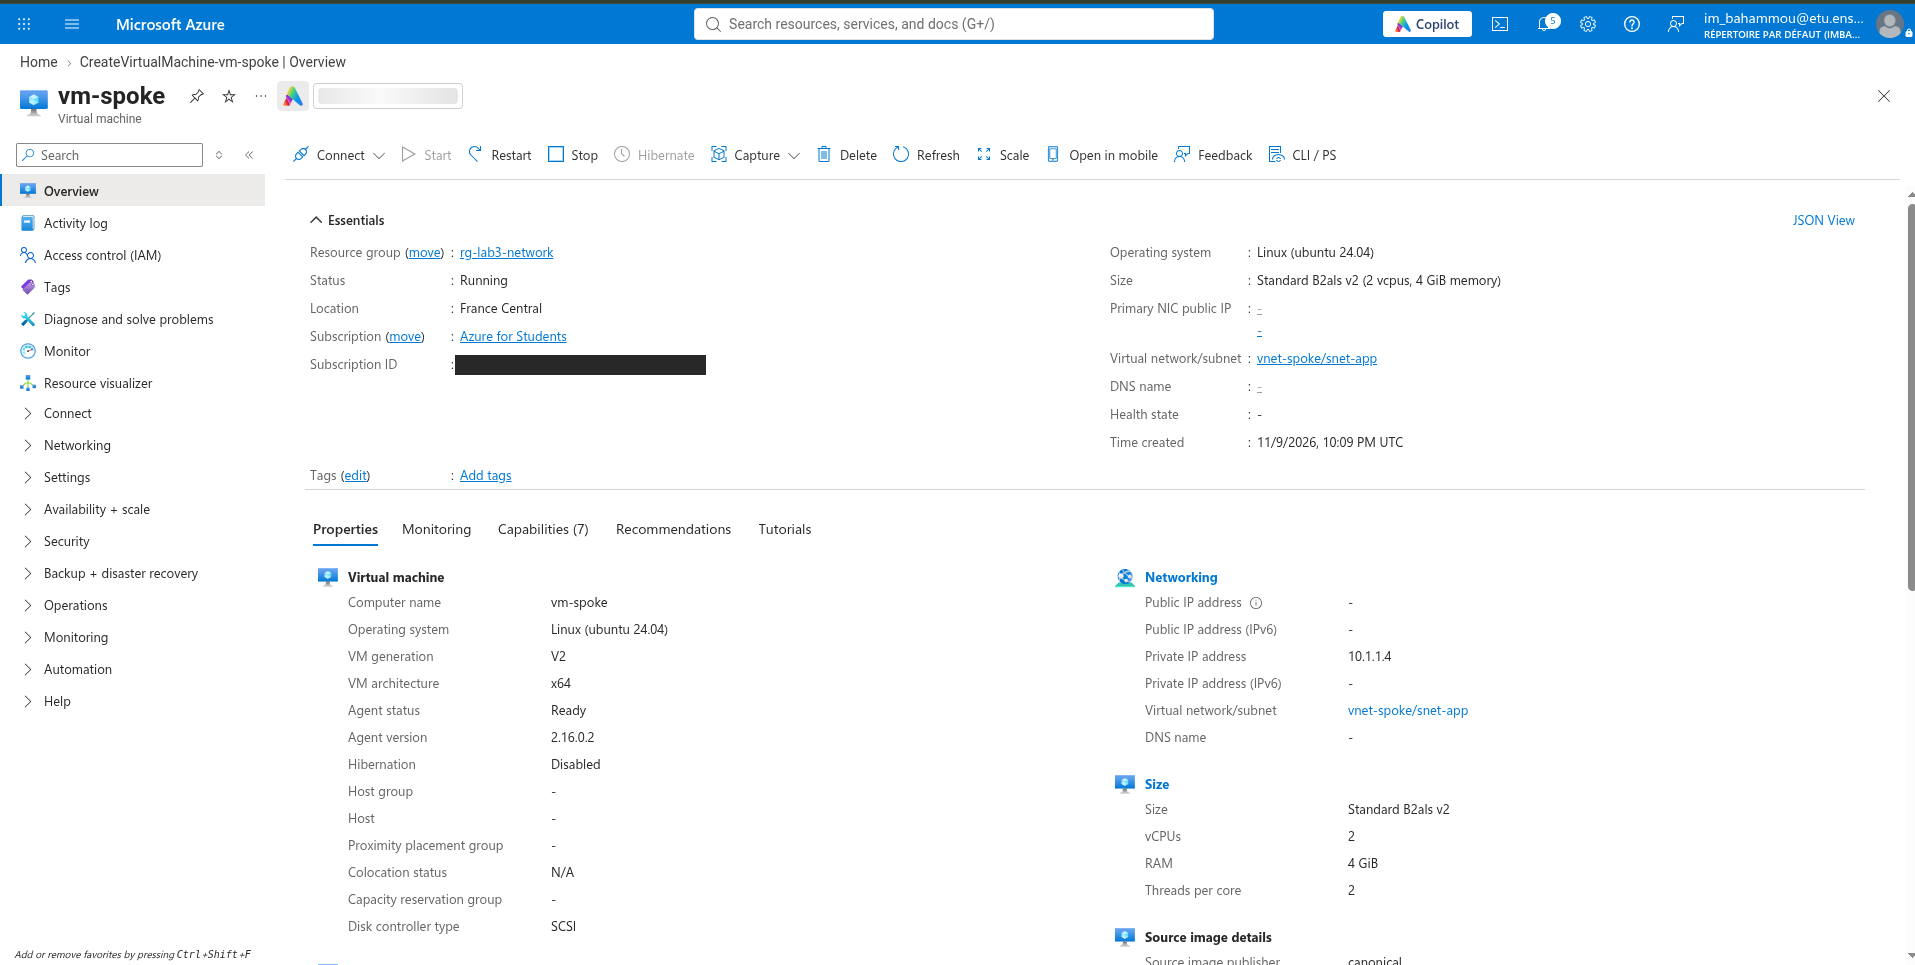 Microsoft Azure
Search resources, services, and docs (G+/)
Copilot
5
im_bahammou@etu.ens...
RÉPERTOIRE PAR DÉFAUT (IMBA...
Home > CreateVirtualMachine-vm-spoke | Overview
vm-spoke
Virtual machine
Search
Connect
Start
Restart
Stop
Hibernate
Capture
Delete
Refresh
Scale
Open in mobile
Feedback
CLI / PS
Overview
Activity log
Access control (IAM)
Tags
Diagnose and solve problems
Monitor
Resource visualizer
Connect
Networking
Settings
Availability + scale
Security
Backup + disaster recovery
Operations
Monitoring
Automation
Help
Add or remove favorites by pressing Ctrl+Shift+F
Essentials
JSON View
Resource group (move) : rg-lab3-network
Status : Running
Location : France Central
Subscription (move) : Azure for Students
Subscription ID :
Operating system : Linux (ubuntu 24.04)
Size : Standard B2als v2 (2 vcpus, 4 GiB memory)
Primary NIC public IP : -
-
Virtual network/subnet : vnet-spoke/snet-app
DNS name : -
Health state : -
Time created : 11/9/2026, 10:09 PM UTC
Tags (edit) : Add tags
Properties
Monitoring
Capabilities (7)
Recommendations
Tutorials
Virtual machine
Computer name vm-spoke
Operating system Linux (ubuntu 24.04)
VM generation V2
VM architecture x64
Agent status Ready
Agent version 2.16.0.2
Hibernation Disabled
Host group -
Host -
Proximity placement group -
Colocation status N/A
Capacity reservation group -
Disk controller type SCSI
Networking
Public IP address -
Public IP address (IPv6) -
Private IP address 10.1.1.4
Private IP address (IPv6) -
Virtual network/subnet vnet-spoke/snet-app
DNS name -
Size
Size Standard B2als v2
vCPUs 2
RAM 4 GiB
Threads per core 2
Source image details
Source image publisher canonical